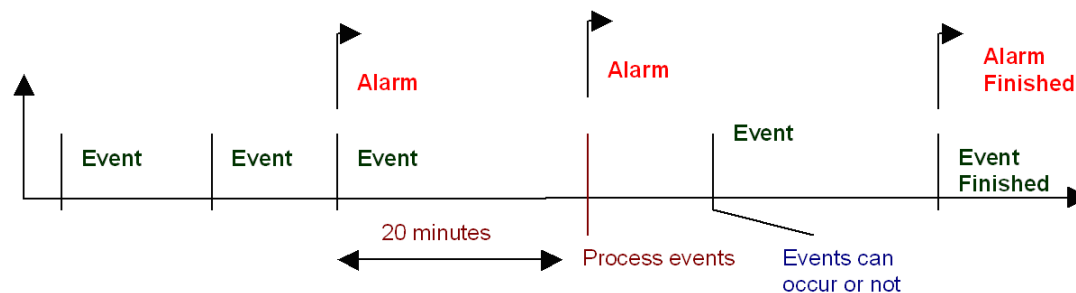 Alarm
Alarm
Alarm
Finished
Event
Event
Event
Event
Event
Finished
20 minutes
Process events
Events can
occur or not